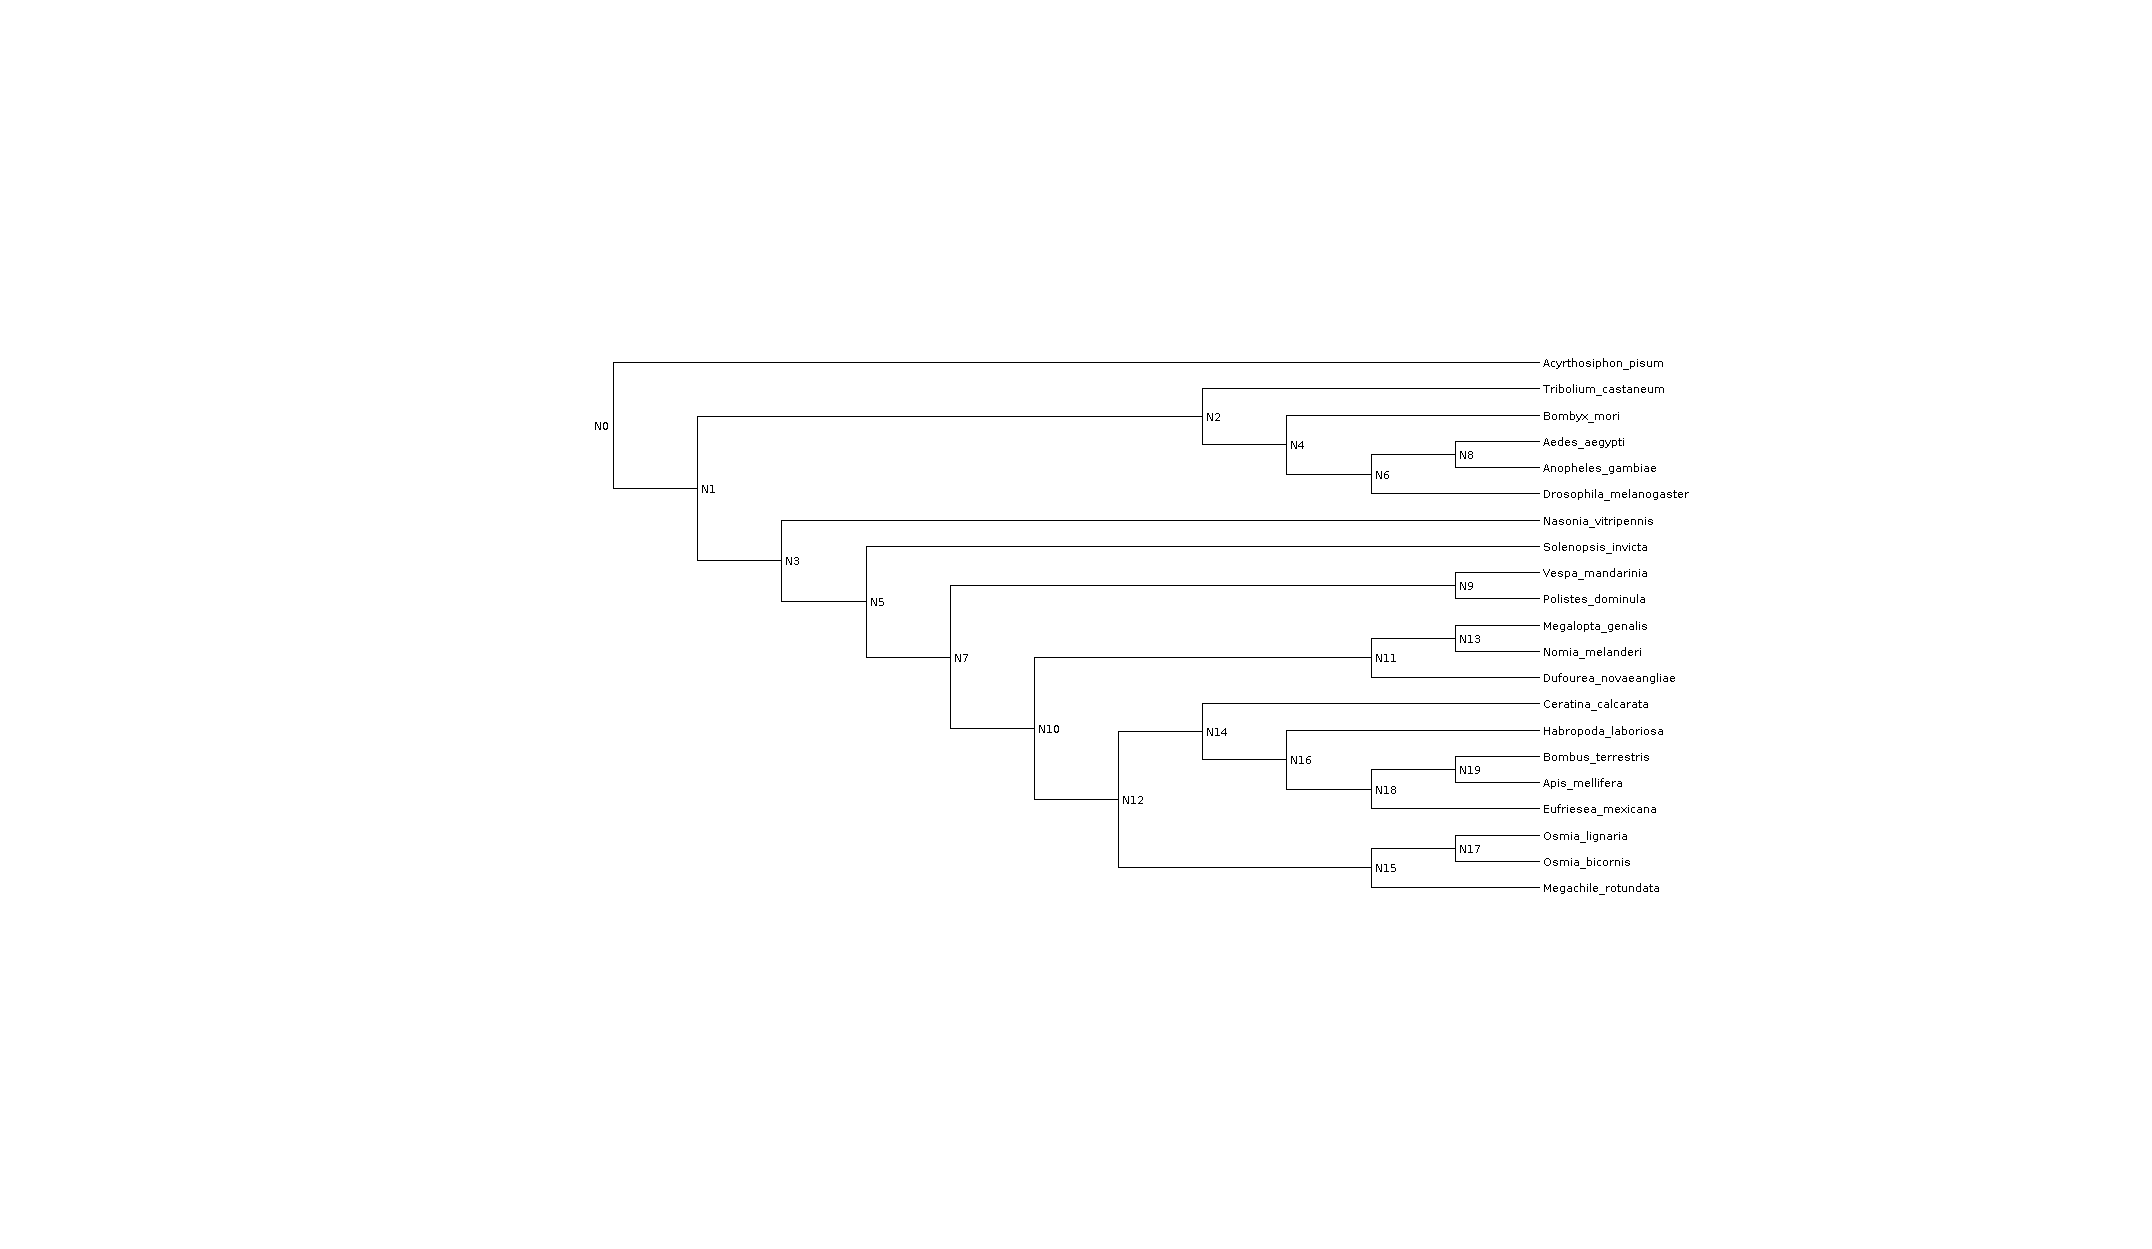 Acyrthosiphon_pisum
Tribolium_castaneum
N2
Bombyx_mori
N0
Aedes_aegypti
N4
N8
Anopheles_gambiae
N6
N1
Drosophila_melanogaster
Nasonia_vitripennis
Solenopsis_invicta
N3
Vespa_mandarinia
N9
Polistes_dominula
N5
Megalopta_genalis
N13
Nomia_melanderi
N7
N11
Dufourea_novaeangliae
Ceratina_calcarata
N10
Habropoda_laboriosa
N14
Bombus_terrestris
N16
N19
Apis_mellifera
N18
N12
Eufriesea_mexicana
Osmia_lignaria
N17
Osmia_bicornis
N15
Megachile_rotundata